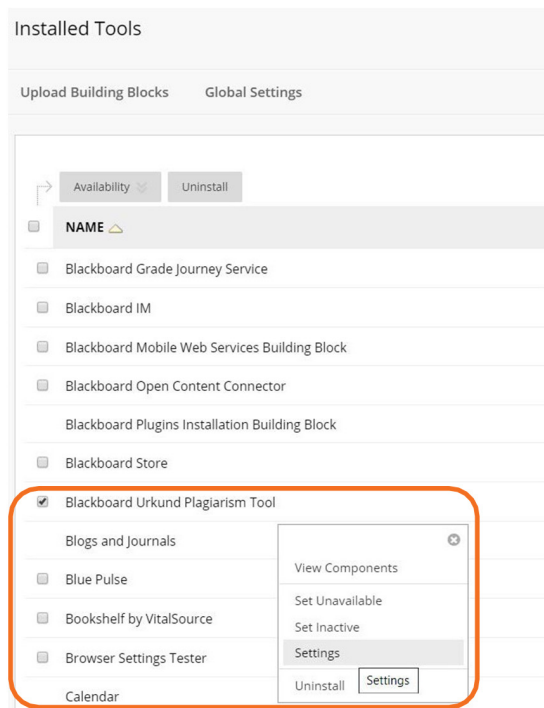 Installed Tools
Upload Building Blocks Global Settings
Availability Uninstall
NAME
Blackboard Grade Journey Service
Blackboard IM
Blackboard Mobile Web Services Building Block
Blackboard Open Content Connector
Blackboard Plugins Installation Building Block
Blackboard Store
Blackboard Urkund Plagiarism Tool
Blogs and Journals
View Components
Blue Pulse
Set Unavailable
Bookshelf by VitalSource
Set Inactive
Settings
Browser Settings Tester
Uninstall Settings
Calendar